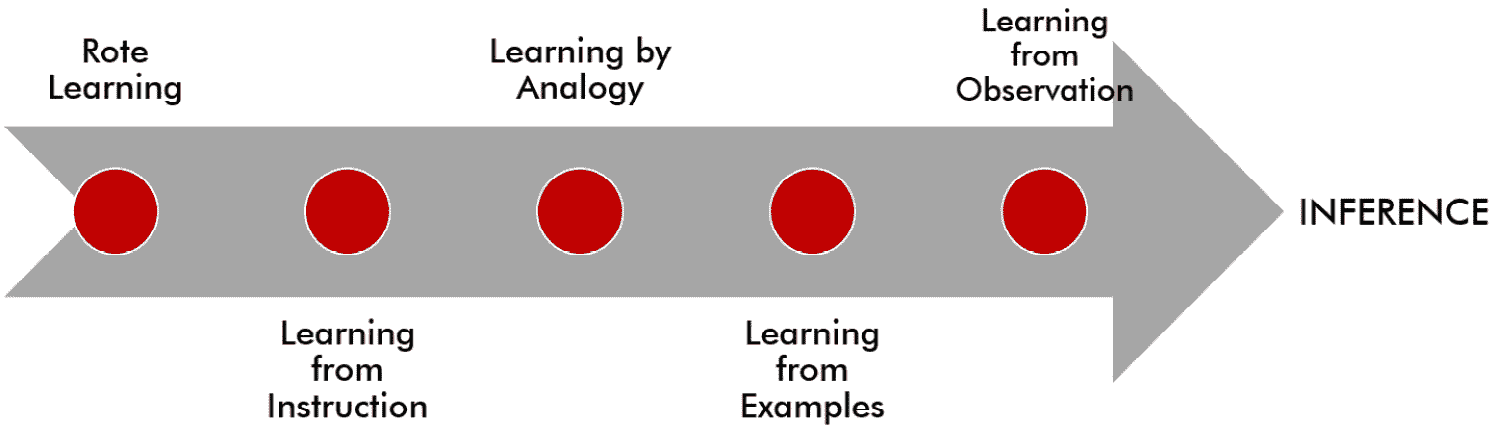 Rote
Learning
Learning from
Instruction
Learning by
Analogy
Learning
from
Examples
Learning
from
Observation
INFERENCE